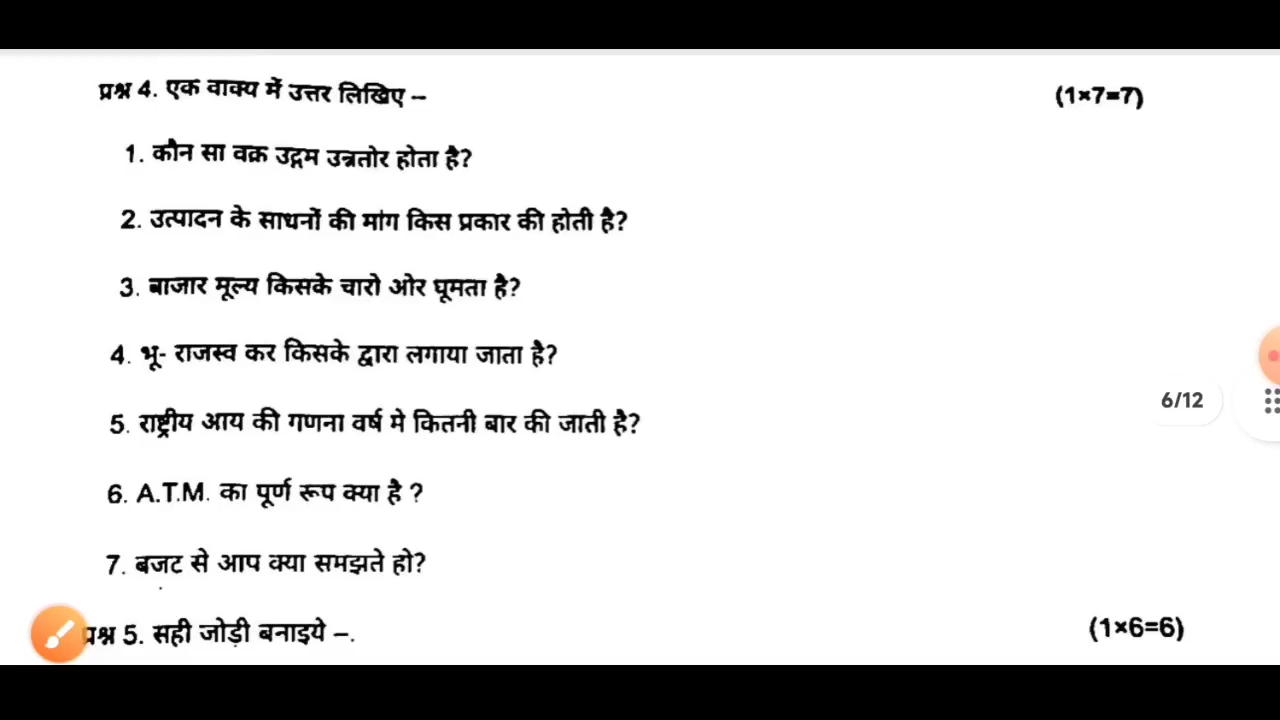 प्रश्न 4. एक वाक्य में उत्तर लिखिए – (1×7=7)
1. कौन सा वक्र उद्गम उन्नतोर होता है?
2. उत्पादन के साधनों की मांग किस प्रकार की होती है?
3. बाजार मूल्य किसके चारो ओर घूमता है?
4. भू- राजस्व कर किसके द्वारा लगाया जाता है?
5. राष्ट्रीय आय की गणना वर्ष मे कितनी बार की जाती है?
6/12
6. A.T.M. का पूर्ण रूप क्या है ?
7. बजट से आप क्या समझते हो?
प्रश्न 5. सही जोड़ी बनाइये –. (1×6=6)